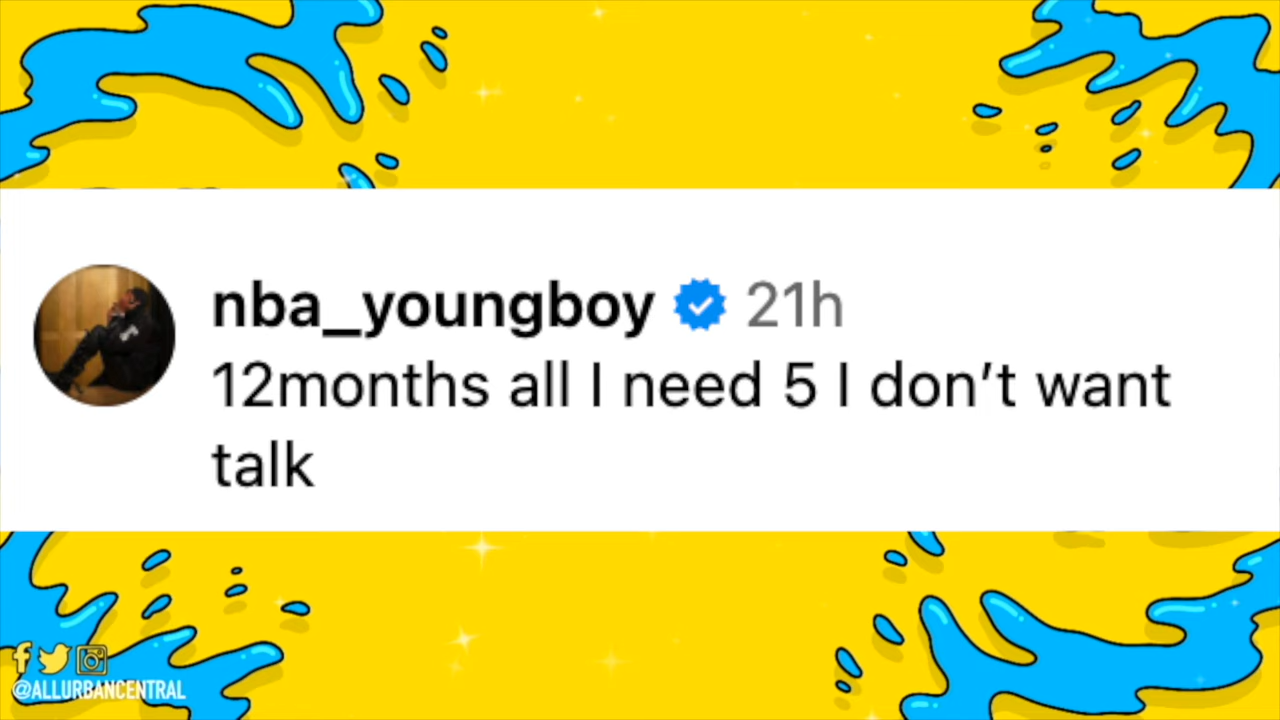 nba_youngboy 21h
12months all I need 5 I don’t want
talk
@ALLURBANCENTRAL